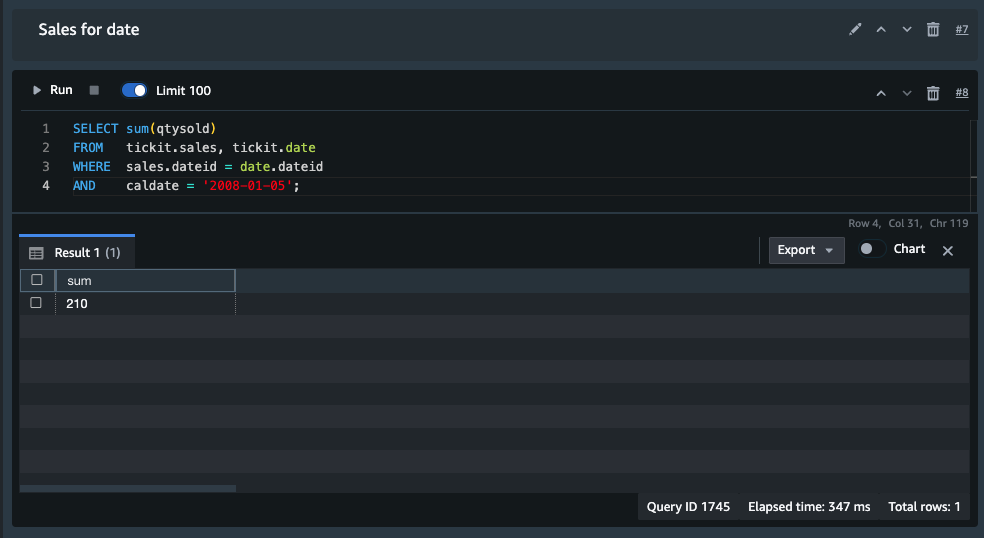 Sales for date
#7
Run
Limit 100
#8
1 SELECT sum(qtysold)
2 FROM tickit.sales, tickit.date
3 WHERE sales.dateid = date.dateid
4 AND caldate = '2008-01-05';
Row 4, Col 31, Chr 119
Result 1 (1)
Export
Chart
sum
210
Query ID 1745 Elapsed time: 347 ms Total rows: 1